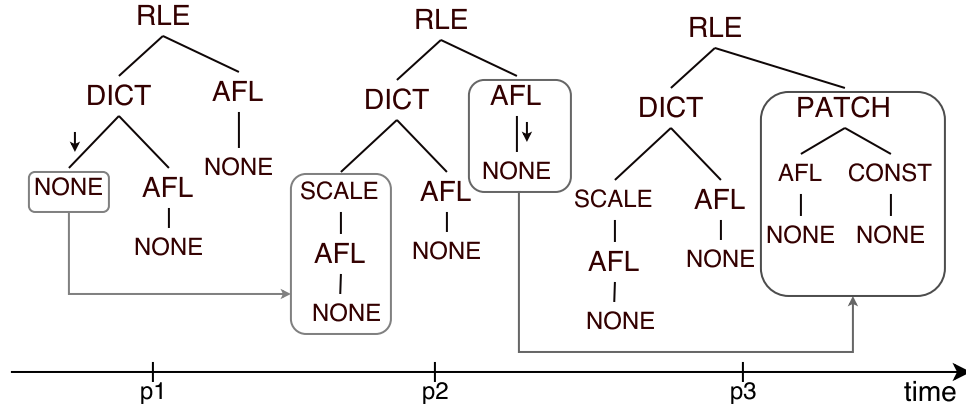 RLE
DICT
AFL
NONE
NONE
AFL
NONE
RLE
DICT
AFL
NONE
SCALE
AFL
AFL
NONE
NONE
RLE
DICT
PATCH
AFL
CONST
SCALE
AFL
NONE
NONE
AFL
NONE
NONE
p1
p2
p3
time